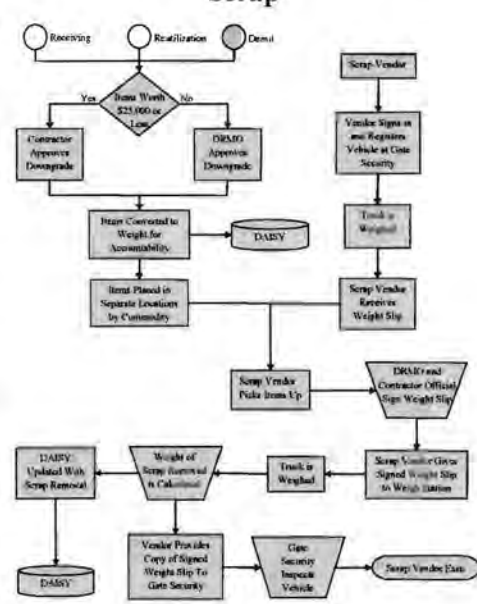 Scrap
Receiving
Reutilization
Demil
Yes
Items Worth
$25,000 or
Less
No
Contractor
Approves
Downgrade
DRMO
Approves
Downgrade
Items Converted to
Weight for
Accountability
DAISY
Items Placed in
Separate Locations
by Commodity
Scrap Vendor
Vendor Signs in
and Registers
Vehicle at Gate
Security
Truck is
Weighed
Scrap Vendor
Receives
Weight Slip
Scrap Vendor
Picks Items Up
DRMO and
Contractor Official
Sign Weight Slip
Scrap Vendor Gives
Signed Weight Slip
to Weigh Station
Truck is
Weighed
Weight of
Scrap Removal
is Calculated
DAISY
Updated With
Scrap Removal
DAISY
Vendor Provides
Copy of Signed
Weight Slip To
Gate Security
Gate
Security
Inspects
Vehicle
Scrap Vendor Exits